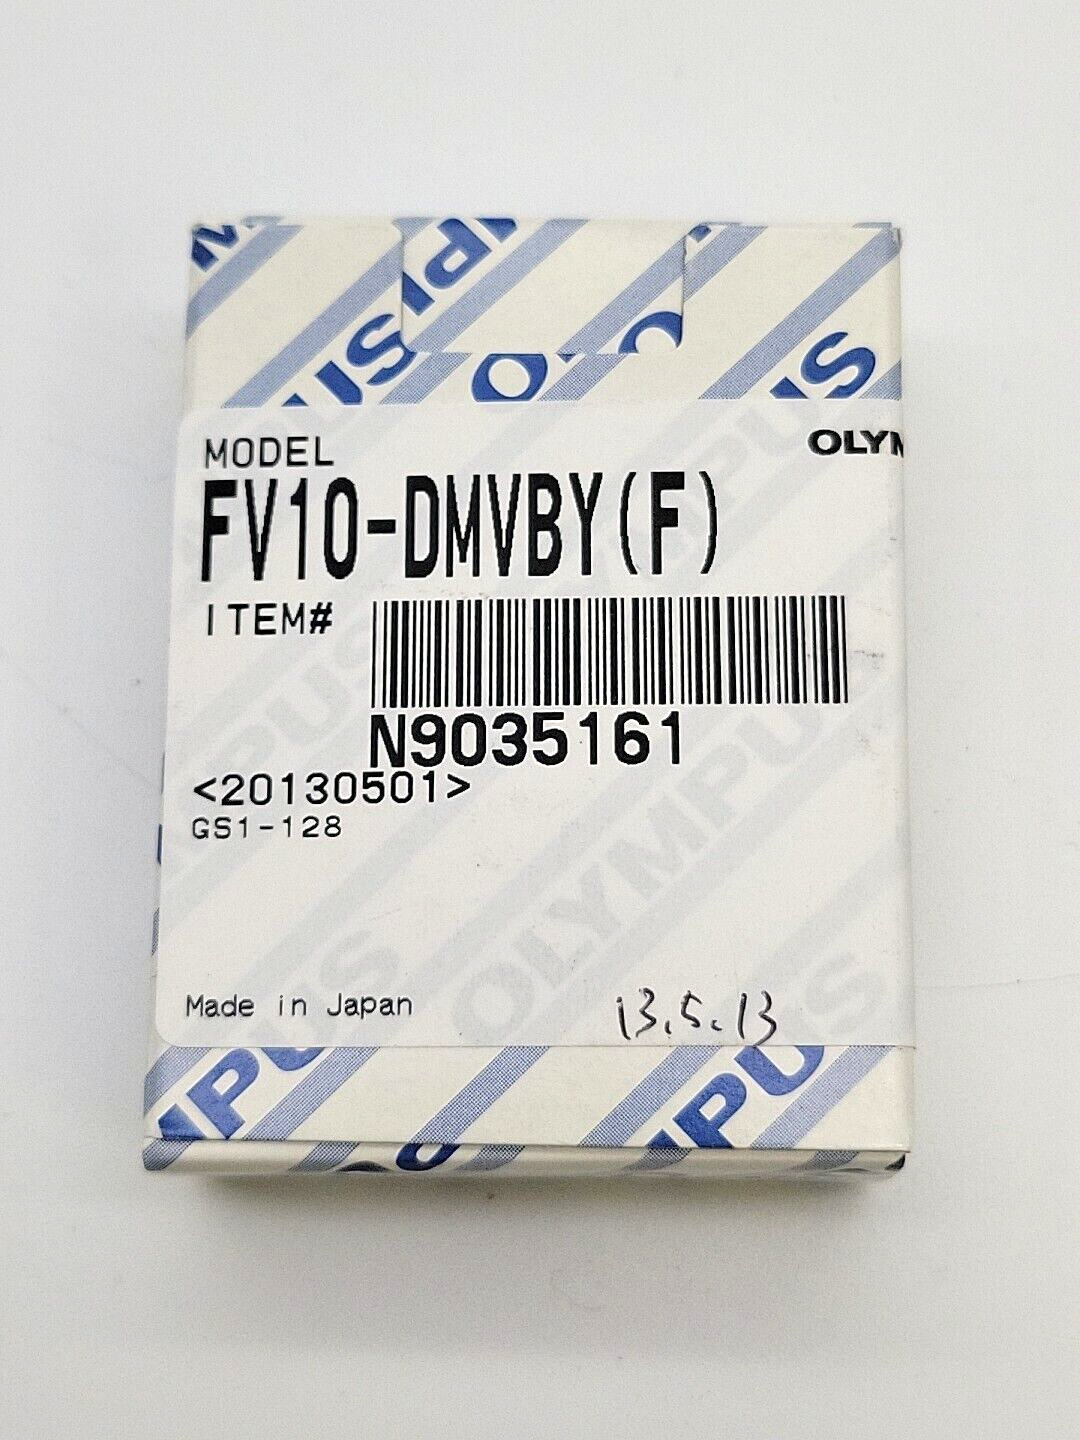 MODEL
OLYM
FV10-DMVBY(F)
ITEM#
N9035161
<20130501>
GS1-128
Made in Japan
13.5.13